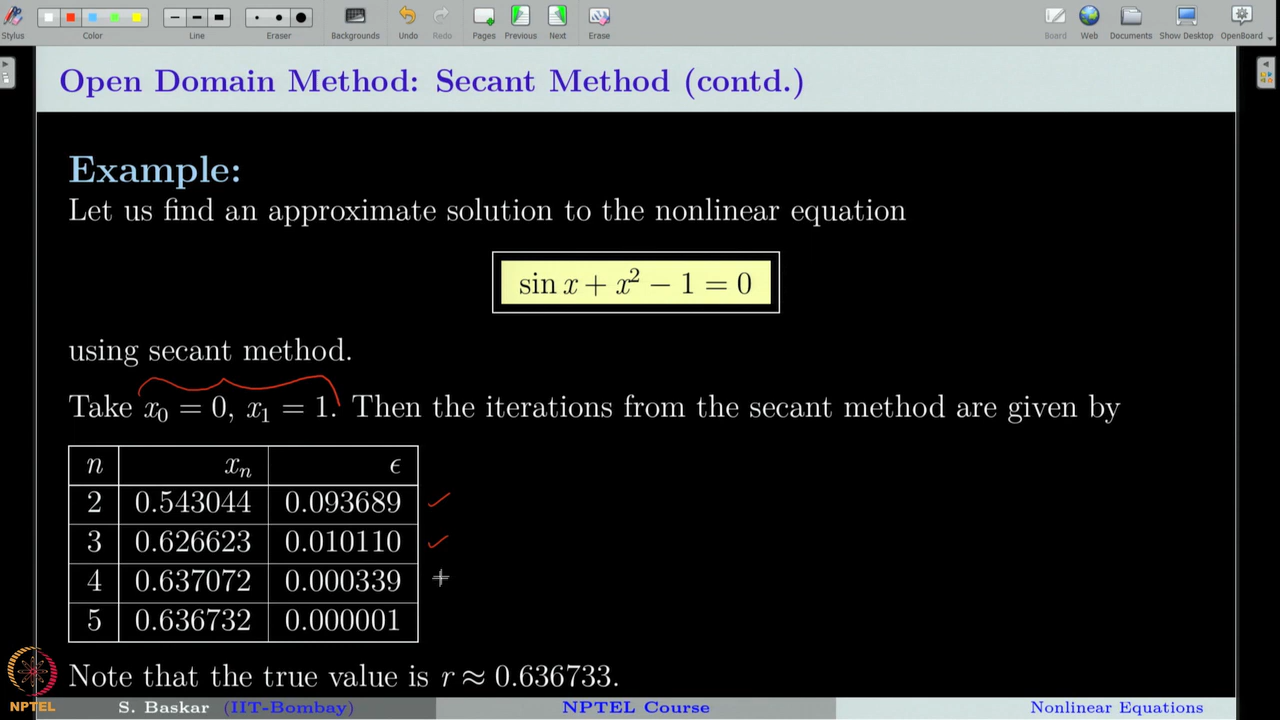 Stylus Color Line Eraser Backgrounds Undo Redo Pages Previous Next Erase Board Web Documents Show Desktop OpenBoard
Open Domain Method: Secant Method (contd.)
Example:
Let us find an approximate solution to the nonlinear equation
sin x + x² − 1 = 0
using secant method.
Take x₀ = 0, x₁ = 1. Then the iterations from the secant method are given by
n xₙ ϵ
2 0.543044 0.093689
3 0.626623 0.010110
4 0.637072 0.000339
5 0.636732 0.000001
Note that the true value is r ≈ 0.636733.
NPTEL S. Baskar (IIT-Bombay) NPTEL Course Nonlinear Equations